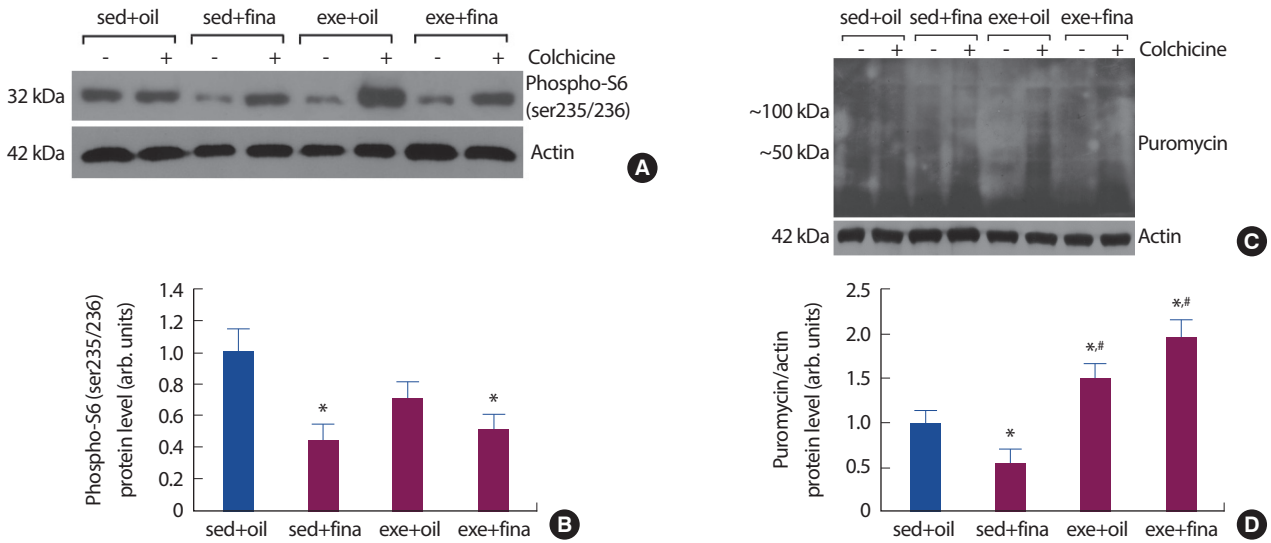 sed+oil sed+fina exe+oil exe+fina
- + - + - + - + Colchicine
32 kDa Phospho-S6
(ser235/236)
42 kDa Actin
A
sed+oil sed+fina exe+oil exe+fina
- + - + - + - + Colchicine
~100 kDa
~50 kDa Puromycin
42 kDa Actin
C
Phospho-S6 (ser235/236)
protein level (arb. units)
1.4
1.2
1.0
0.8
0.6
0.4
0.2
0
* *
sed+oil sed+fina exe+oil exe+fina
B
Puromycin/actin
protein level (arb. units)
2.5
2.0
1.5
1.0
0.5
0
* *,# *,#
sed+oil sed+fina exe+oil exe+fina
D